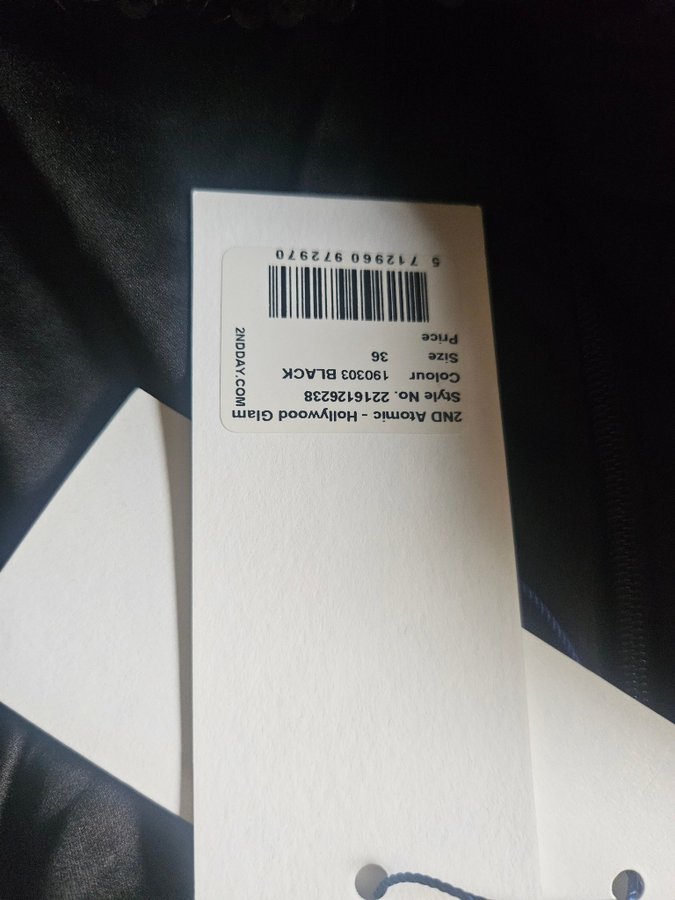 2ND Atomic - Hollywood Glam
Style No. 2216126238
Colour 190303 BLACK
Size 36
Price
5 712960 972970
2NDDAY.COM